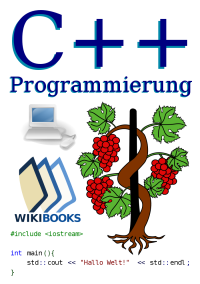 C++
Programmierung
WIKIBOOKS
#include <iostream>
int main(){
    std::cout << "Hallo Welt!" << std::endl;
}